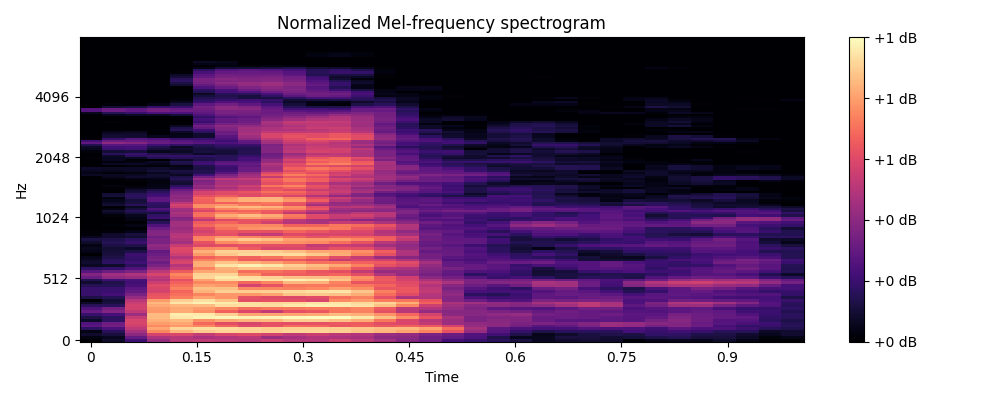 Normalized Mel-frequency spectrogram
Hz
4096
2048
1024
512
0
0
0.15
0.3
0.45
0.6
0.75
0.9
Time
+1 dB
+1 dB
+1 dB
+0 dB
+0 dB
+0 dB